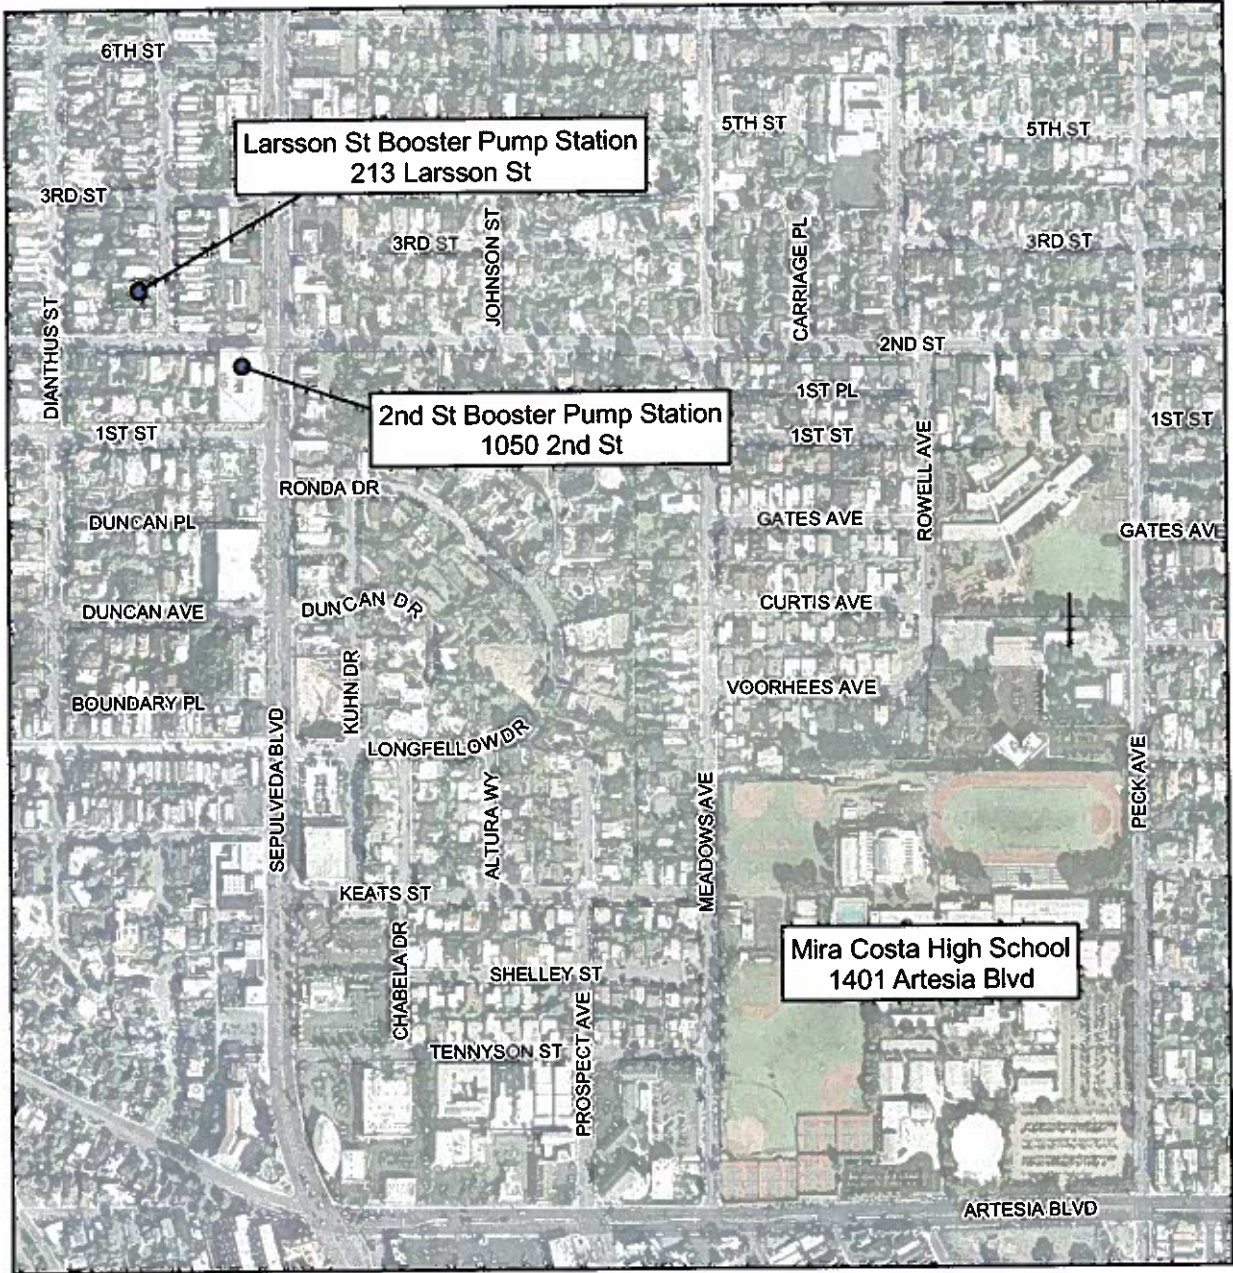 6TH ST
5TH ST
5TH ST
Larsson St Booster Pump Station
213 Larsson St
3RD ST
3RD ST
JOHNSON ST
CARRIAGE PL
3RD ST
DIANTHUS ST
2ND ST
1ST PL
2nd St Booster Pump Station
1050 2nd St
1ST ST
1ST ST
1ST ST
ROWELL AVE
RONDA DR
DUNCAN PL
GATES AVE
GATES AVE
DUNCAN AVE
DUNCAN DR
CURTIS AVE
KUHN DR
VOORHEES AVE
BOUNDARY PL
LONGFELLOW DR
SEPULVEDA BLVD
ALTURA WY
MEADOWS AVE
PECK AVE
KEATS ST
CHABELA DR
Mira Costa High School
1401 Artesia Blvd
SHELLEY ST
PROSPECT AVE
TENNYSON ST
ARTESIA BLVD